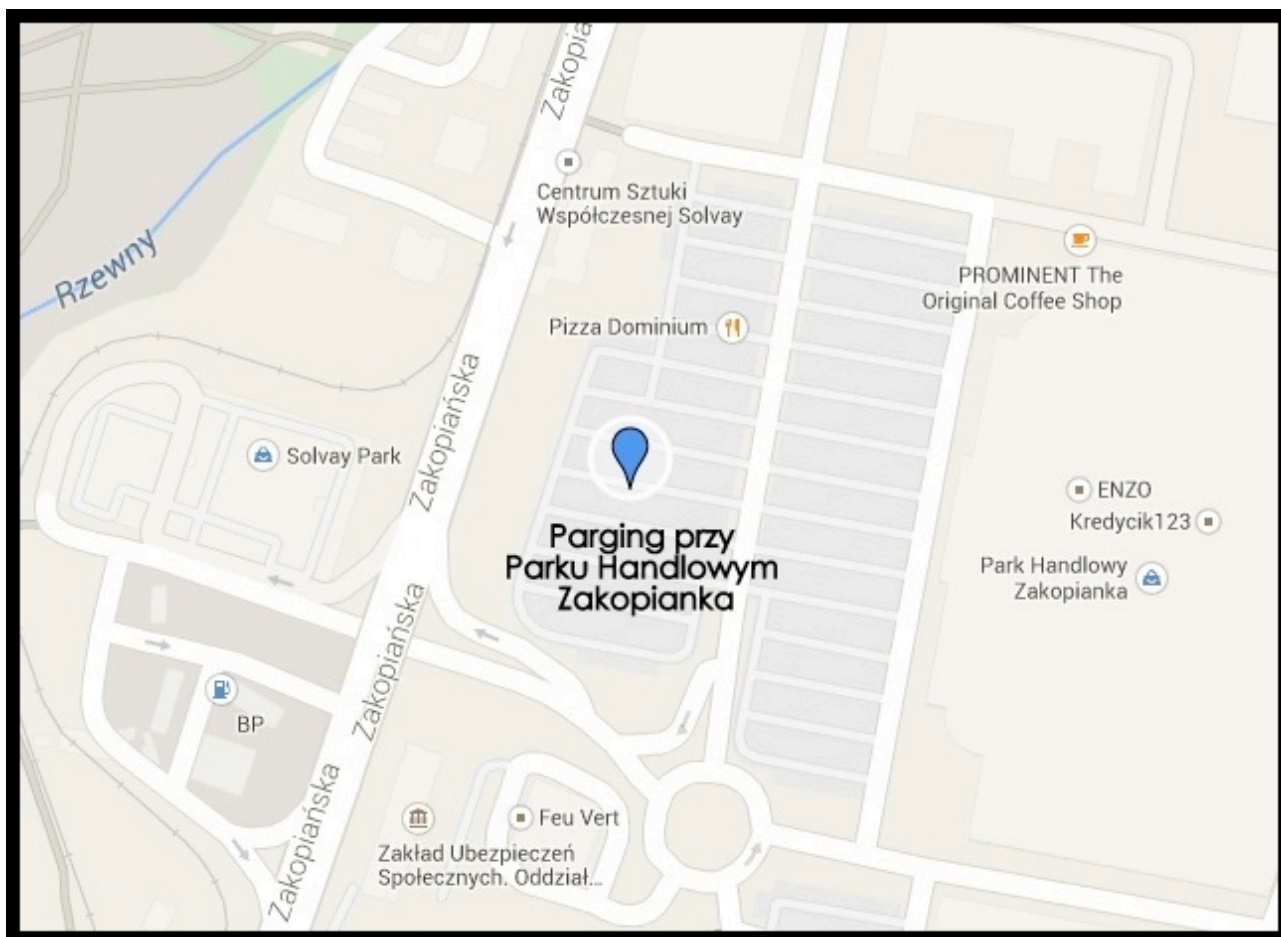 Zakopia
Centrum Sztuki
Współczesnej Solvay
Rzewny
PROMINENT The
Original Coffee Shop
Pizza Dominium
Zakopiańska
Solvay Park
ENZO
Kredycik123
Parging przy
Parku Handlowym
Zakopianka
Park Handlowy
Zakopianka
Zakopiańska
BP
Zakopiańska
Feu Vert
Zakład Ubezpieczeń
Społecznych. Oddział...